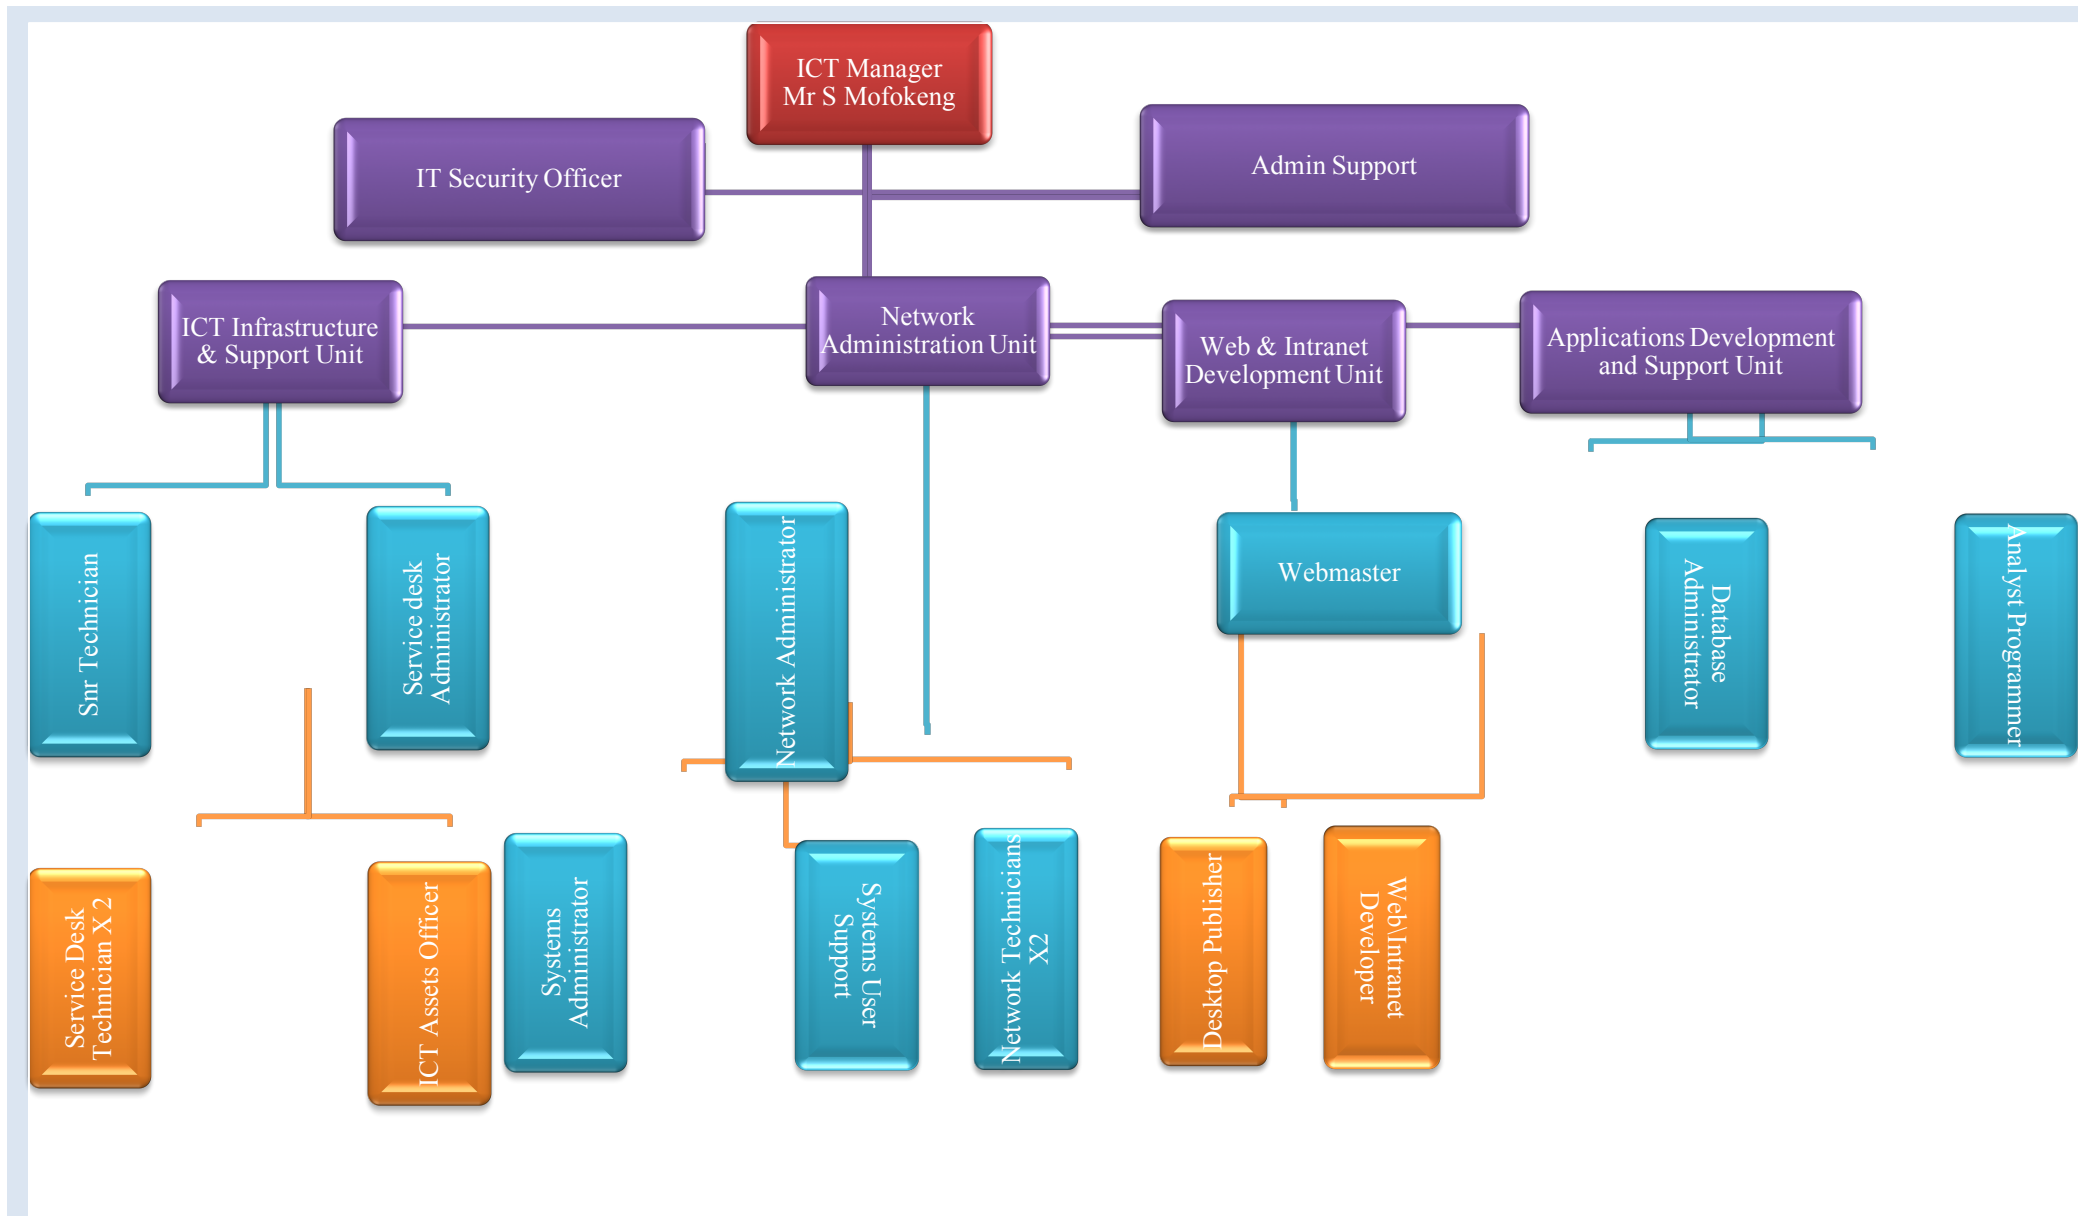 ICT Manager
Mr S Mofokeng
IT Security Officer
Admin Support
ICT Infrastructure
& Support Unit
Network
Administration Unit
Web & Intranet
Development Unit
Applications Development
and Support Unit
Snr Technician
Service desk
Administrator
Network Administrator
Webmaster
Database
Administrator
Analyst Programmer
Service Desk
Technician X 2
ICT Assets Officer
Systems
Administrator
Systems User
Support
Network Technicians
X2
Desktop Publisher
Web\Intranet
Developer